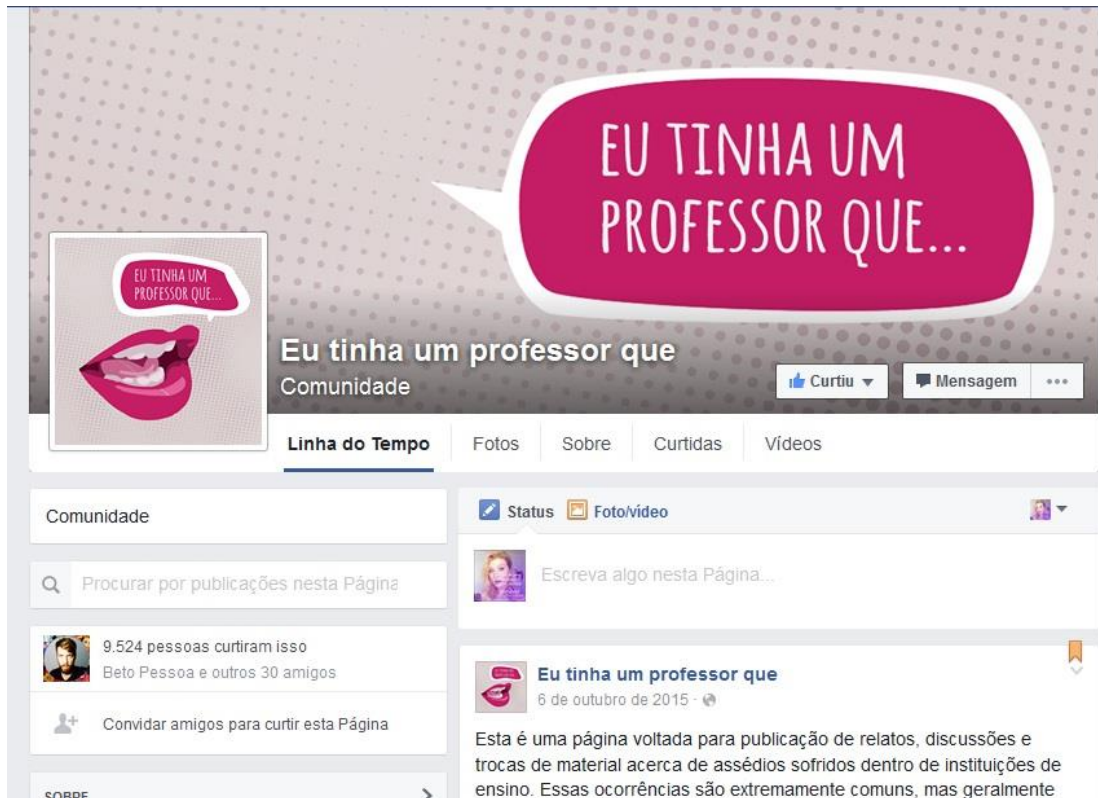 EU TINHA UM
PROFESSOR QUE...
EU TINHA UM
PROFESSOR QUE...
Eu tinha um professor que
Comunidade
Curtiu
Mensagem
Linha do Tempo
Fotos
Sobre
Curtidas
Vídeos
Comunidade
Procurar por publicações nesta Página
9.524 pessoas curtiram isso
Beto Pessoa e outros 30 amigos
Convidar amigos para curtir esta Página
SOBRE
Status
Foto/vídeo
Escreva algo nesta Página...
Eu tinha um professor que
6 de outubro de 2015 ·
Esta é uma página voltada para publicação de relatos, discussões e
trocas de material acerca de assédios sofridos dentro de instituições de
ensino. Essas ocorrências são extremamente comuns, mas geralmente